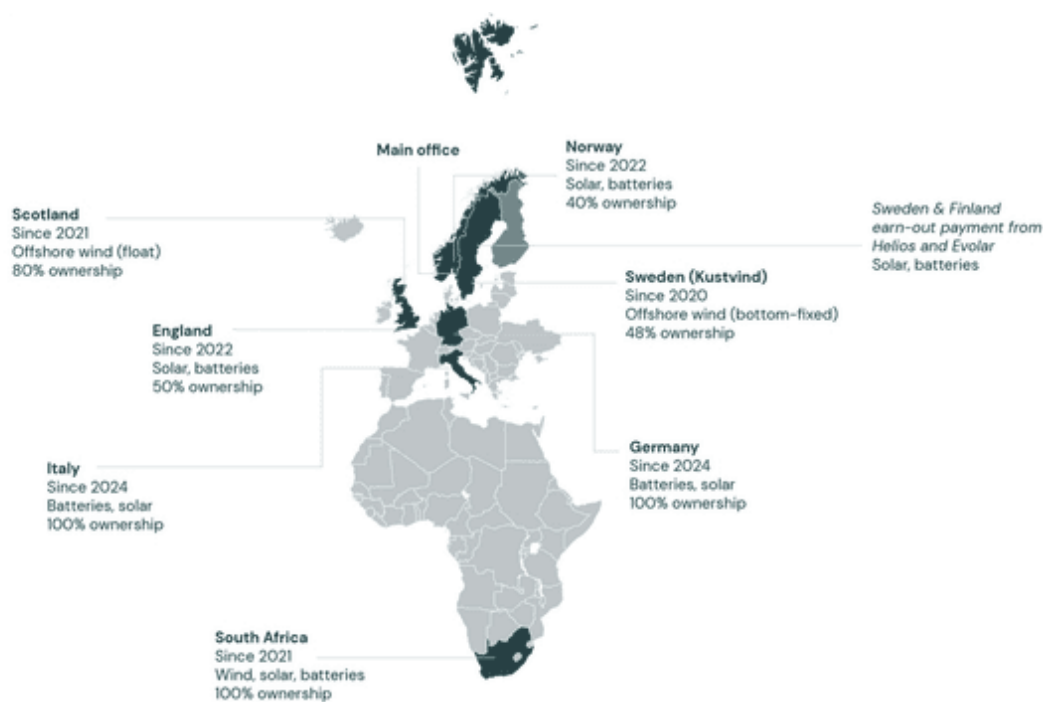 Main office
Norway
Since 2022
Solar, batteries
40% ownership
Scotland
Since 2021
Offshore wind (float)
80% ownership
Sweden & Finland
earn-out payment from
Helios and Evolar
Solar, batteries
Sweden (Kustvind)
Since 2020
Offshore wind (bottom-fixed)
48% ownership
England
Since 2022
Solar, batteries
50% ownership
Germany
Since 2024
Batteries, solar
100% ownership
Italy
Since 2024
Batteries, solar
100% ownership
South Africa
Since 2021
Wind, solar, batteries
100% ownership